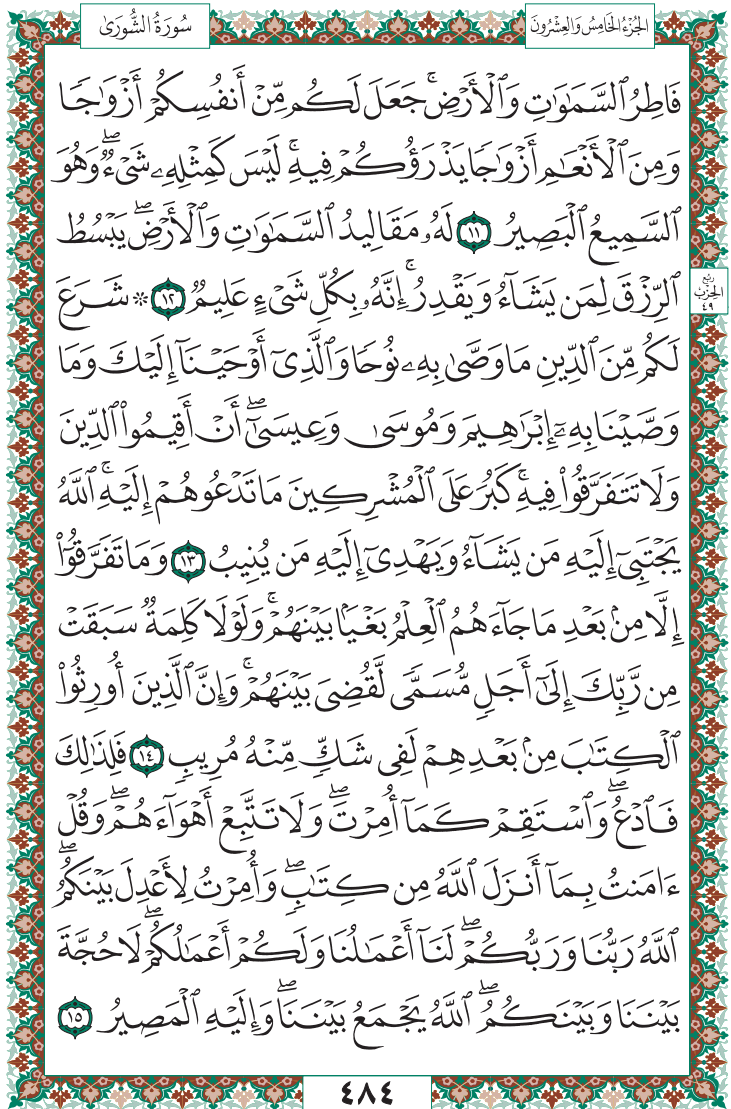 سُورَةُ الشُّورَىٰ
الجُزْءُ الخَامِسُ وَالعِشْرُونَ
فَاطِرُ ٱلسَّمَٰوَٰتِ وَٱلۡأَرۡضِۚ جَعَلَ لَكُم مِّنۡ أَنفُسِكُمۡ أَزۡوَٰجٗا
وَمِنَ ٱلۡأَنۡعَٰمِ أَزۡوَٰجٗا يَذۡرَؤُكُمۡ فِيهِۚ لَيۡسَ كَمِثۡلِهِۦ شَيۡءٞۖ وَهُوَ
ٱلسَّمِيعُ ٱلۡبَصِيرُ ١١ لَهُۥ مَقَالِيدُ ٱلسَّمَٰوَٰتِ وَٱلۡأَرۡضِۖ يَبۡسُطُ
ٱلرِّزۡقَ لِمَن يَشَآءُ وَيَقۡدِرُۚ إِنَّهُۥ بِكُلِّ شَيۡءٍ عَلِيمٞ ١٢ ۞ شَرَعَ
ربع
الحزب
٤٩
لَكُم مِّنَ ٱلدِّينِ مَا وَصَّىٰ بِهِۦ نُوحٗا وَٱلَّذِيٓ أَوۡحَيۡنَآ إِلَيۡكَ وَمَا
وَصَّيۡنَا بِهِۦٓ إِبۡرَٰهِيمَ وَمُوسَىٰ وَعِيسَىٰٓۖ أَنۡ أَقِيمُواْ ٱلدِّينَ
وَلَا تَتَفَرَّقُواْ فِيهِۚ كَبُرَ عَلَى ٱلۡمُشۡرِكِينَ مَا تَدۡعُوهُمۡ إِلَيۡهِۚ ٱللَّهُ
يَجۡتَبِيٓ إِلَيۡهِ مَن يَشَآءُ وَيَهۡدِيٓ إِلَيۡهِ مَن يُنِيبُ ١٣ وَمَا تَفَرَّقُوٓاْ
إِلَّا مِنۢ بَعۡدِ مَا جَآءَهُمُ ٱلۡعِلۡمُ بَغۡيَۢا بَيۡنَهُمۡۚ وَلَوۡلَا كَلِمَةٞ سَبَقَتۡ
مِن رَّبِّكَ إِلَىٰٓ أَجَلٖ مُّسَمّٗى لَّقُضِيَ بَيۡنَهُمۡۚ وَإِنَّ ٱلَّذِينَ أُورِثُواْ
ٱلۡكِتَٰبَ مِنۢ بَعۡدِهِمۡ لَفِي شَكّٖ مِّنۡهُ مُرِيبٖ ١٤ فَلِذَٰلِكَ
فَٱدۡعُۖ وَٱسۡتَقِمۡ كَمَآ أُمِرۡتَۖ وَلَا تَتَّبِعۡ أَهۡوَآءَهُمۡۖ وَقُلۡ
ءَامَنتُ بِمَآ أَنزَلَ ٱللَّهُ مِن كِتَٰبٖۖ وَأُمِرۡتُ لِأَعۡدِلَ بَيۡنَكُمُۖ
ٱللَّهُ رَبُّنَا وَرَبُّكُمۡۖ لَنَآ أَعۡمَٰلُنَا وَلَكُمۡ أَعۡمَٰلُكُمۡۖ لَا حُجَّةَ
بَيۡنَنَا وَبَيۡنَكُمُۖ ٱللَّهُ يَجۡمَعُ بَيۡنَنَاۖ وَإِلَيۡهِ ٱلۡمَصِيرُ ١٥
٤٨٤